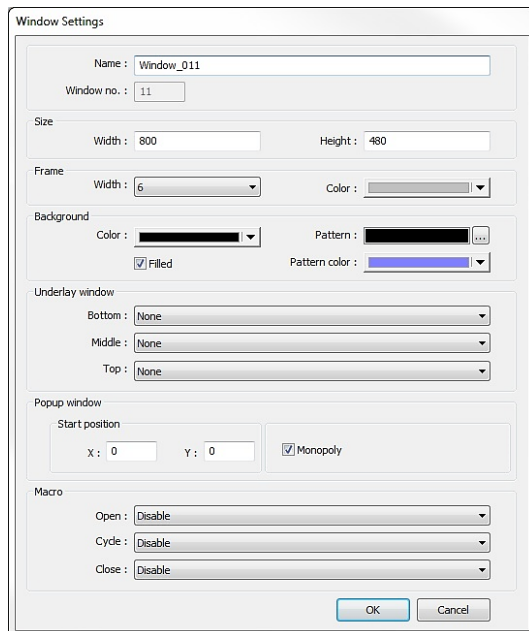 Window Settings
Name : Window_011
Window no. : 11
Size
Width : 800 Height : 480
Frame
Width : 6 Color :
Background
Color : Pattern : ...
Filled Pattern color :
Underlay window
Bottom : None
Middle : None
Top : None
Popup window
Start position
X : 0 Y : 0 Monopoly
Macro
Open : Disable
Cycle : Disable
Close : Disable
OK Cancel